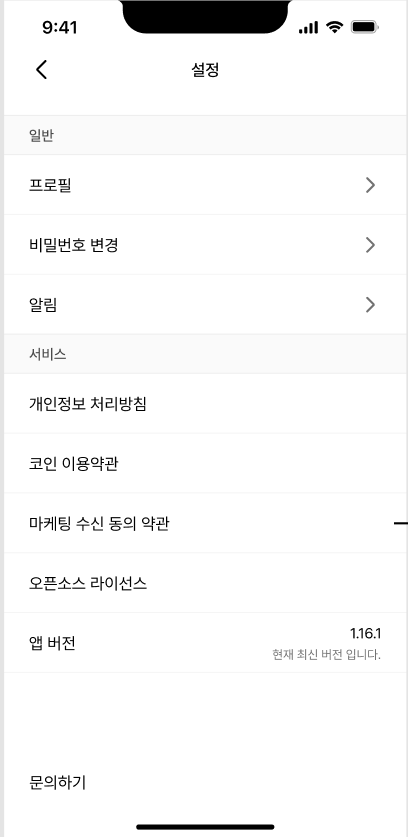 9:41
설정
일반
프로필
비밀번호 변경
알림
서비스
개인정보 처리방침
코인 이용약관
마케팅 수신 동의 약관
오픈소스 라이선스
앱 버전
1.16.1
현재 최신 버전 입니다.
문의하기